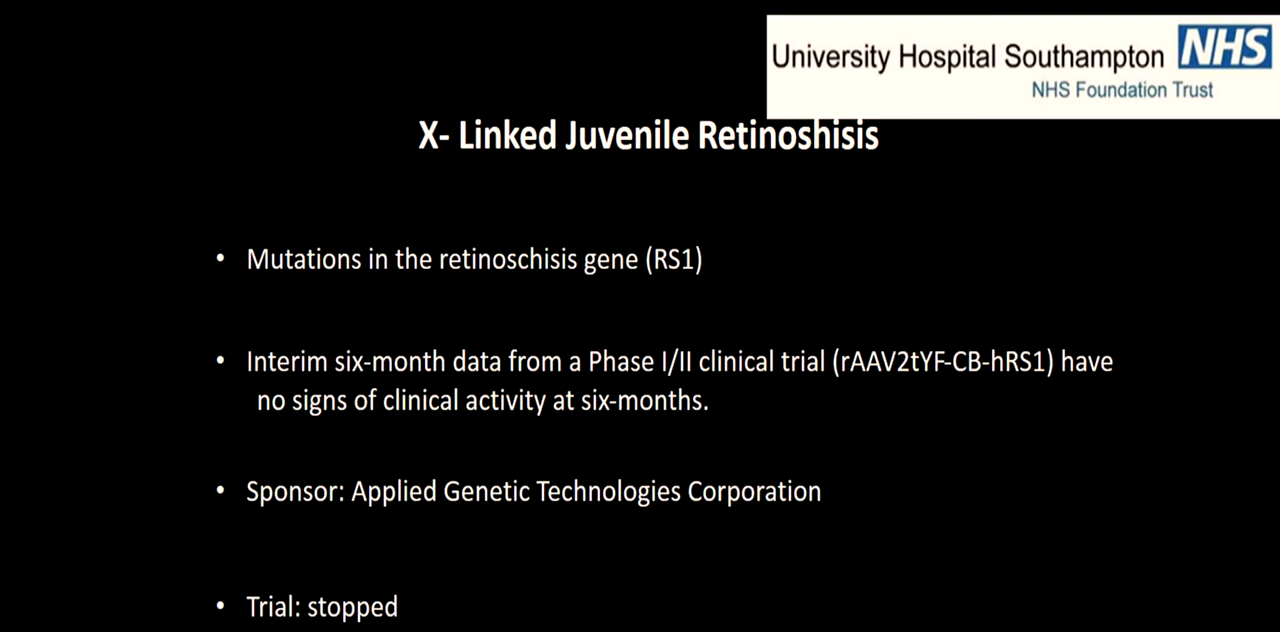 University Hospital Southampton NHS
NHS Foundation Trust
X- Linked Juvenile Retinoshisis
• Mutations in the retinoschisis gene (RS1)
• Interim six-month data from a Phase I/II clinical trial (rAAV2tYF-CB-hRS1) have
no signs of clinical activity at six-months.
• Sponsor: Applied Genetic Technologies Corporation
• Trial: stopped